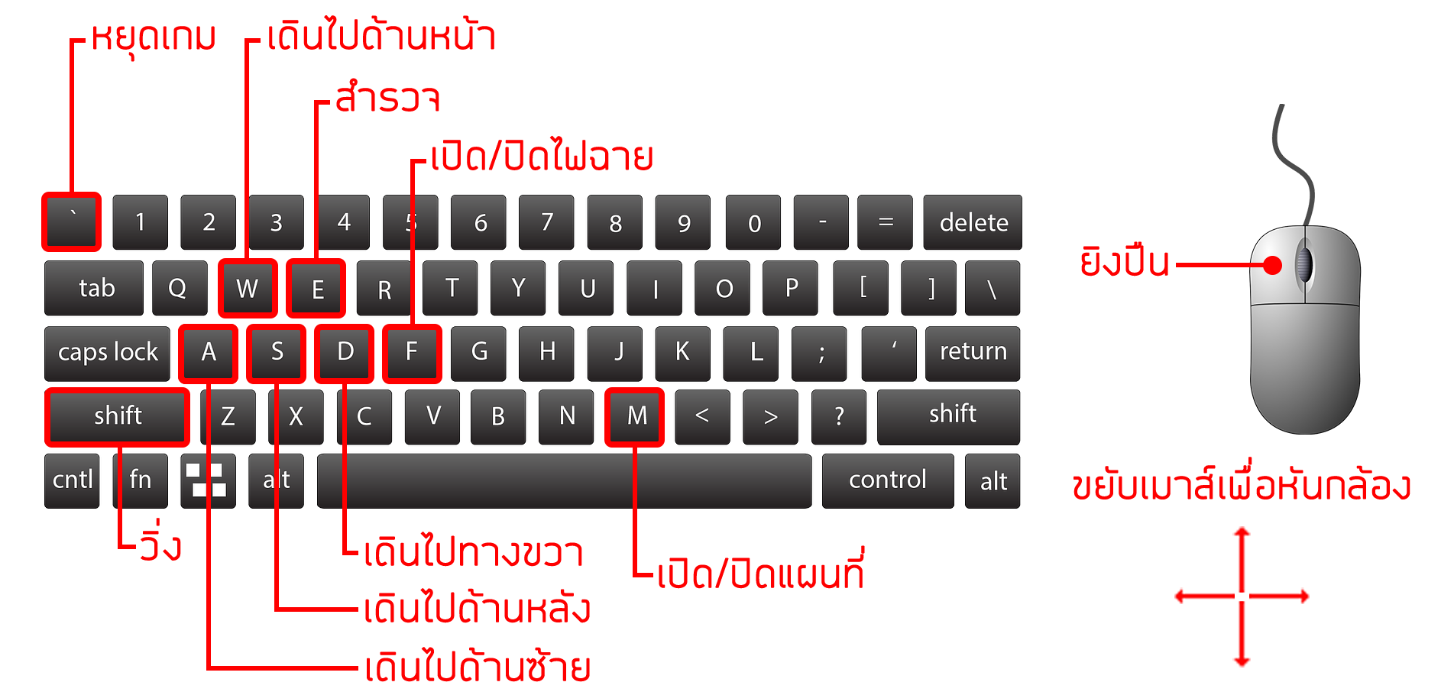 หยุดเกม
เดินไปด้านหน้า
สำรวจ
เปิด/ปิดไฟฉาย
` 1 2 3 4 5 6 7 8 9 0 - = delete
tab Q W E R T Y U I O P [ ] \
caps lock A S D F G H J K L ; ‘ return
shift Z X C V B N M < > ? shift
cntl fn alt control alt
วิ่ง
เดินไปทางขวา
เปิด/ปิดแผนที่
เดินไปด้านหลัง
เดินไปด้านซ้าย
ยิงปืน
ขยับเมาส์เพื่อหันกล้อง